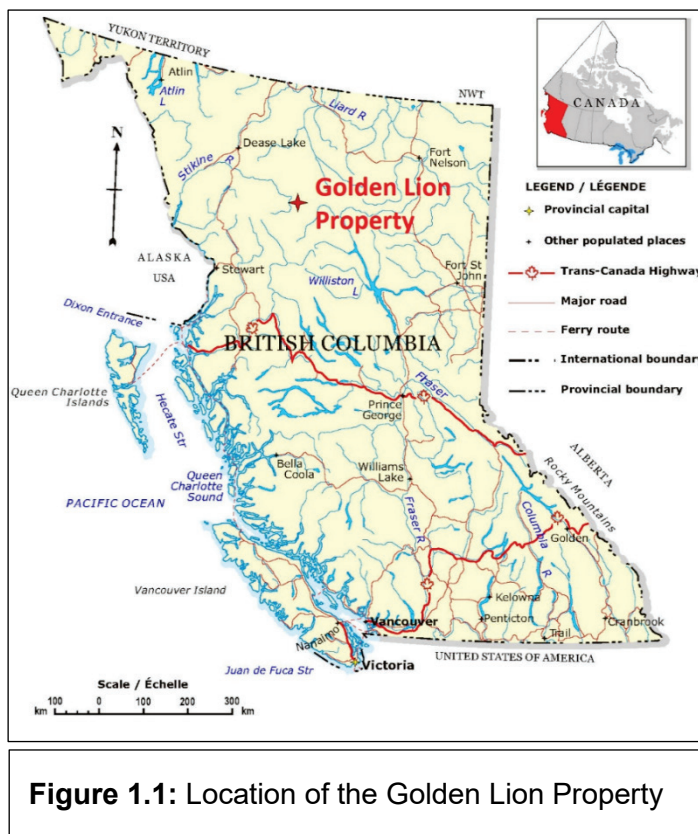 YUKON TERRITORY
NWT
Atlin
Atlin
L
Liard R
Dease Lake
Fort
Nelson
Stikine R
N
Golden Lion
Property
ALASKA
USA
Stewart
Williston
L
Fort St
John
Dixon Entrance
BRITISH COLUMBIA
Queen Charlotte
Islands
Hecate Str
Prince
George
Fraser
ALBERTA
Rocky Mountains
Bella
Coola
Williams
Lake
Queen
Charlotte
Sound
PACIFIC OCEAN
Fraser R
Columbia
R
Golden
Vancouver Island
Kelowna
Vancouver
Penticton
Trail
Cranbrook
Nanaimo
UNITED STATES OF AMERICA
Juan de Fuca Str
Victoria
Scale / Échelle
100 0 100 200 300
km km
CANADA
LEGEND / LÉGENDE
Provincial capital
Other populated places
Trans-Canada Highway
Major road
Ferry route
International boundary
Provincial boundary
Figure 1.1: Location of the Golden Lion Property